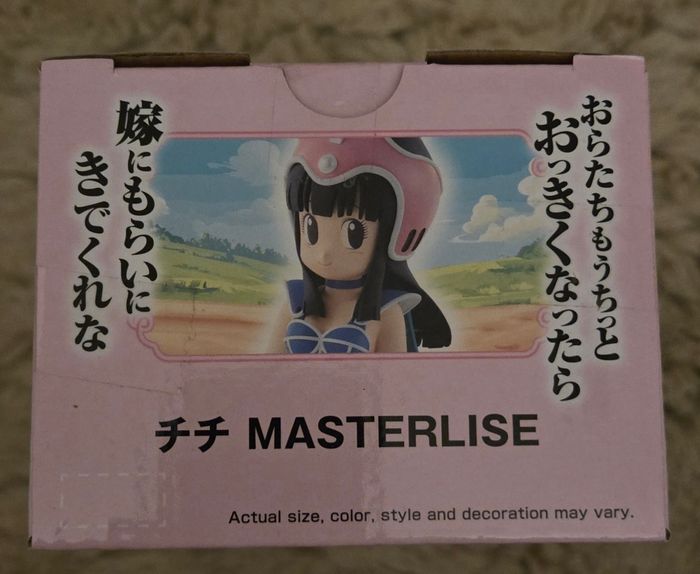 おらたちもうちっと
おっきくなったら
嫁にもらいに
きでくれな
チチ MASTERLISE
Actual size, color, style and decoration may vary.